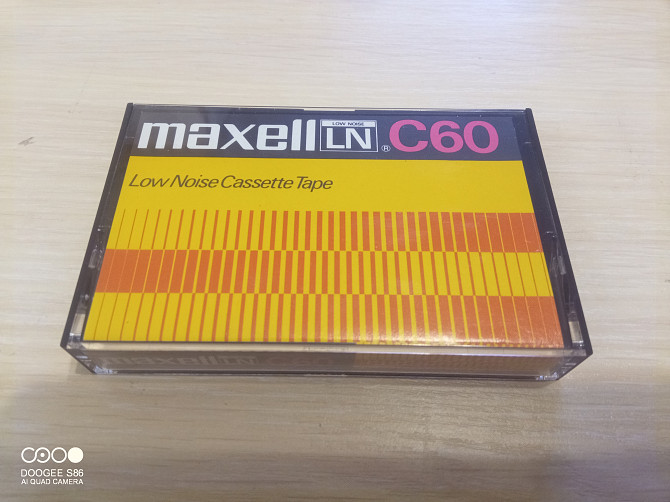 maxell LOW NOISE LN ® C60
Low Noise Cassette Tape
maxell LN
DOOGEE S86
AI QUAD CAMERA